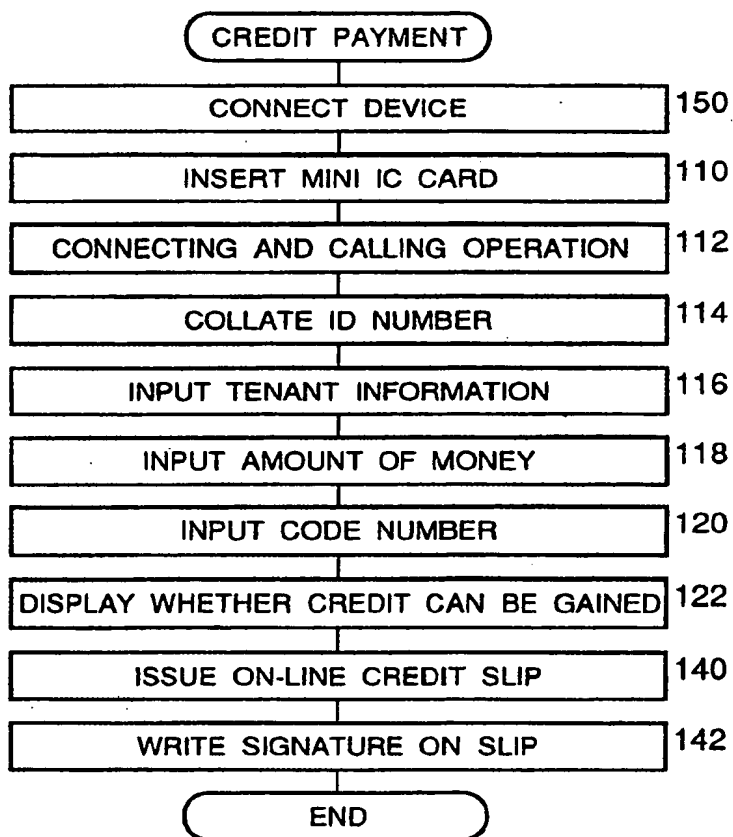 CREDIT PAYMENT
CONNECT DEVICE 150
INSERT MINI IC CARD 110
CONNECTING AND CALLING OPERATION 112
COLLATE ID NUMBER 114
INPUT TENANT INFORMATION 116
INPUT AMOUNT OF MONEY 118
INPUT CODE NUMBER 120
DISPLAY WHETHER CREDIT CAN BE GAINED 122
ISSUE ON-LINE CREDIT SLIP 140
WRITE SIGNATURE ON SLIP 142
END